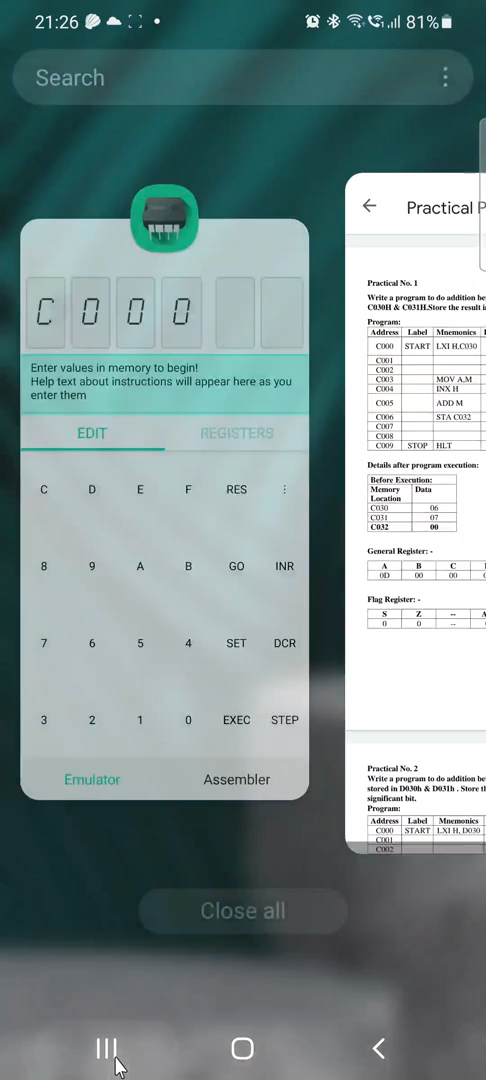 21:26
81%
Search
C 0 0 0
Enter values in memory to begin!
Help text about instructions will appear here as you
enter them
EDIT REGISTERS
C D E F RES
8 9 A B GO INR
7 6 5 4 SET DCR
3 2 1 0 EXEC STEP
Emulator Assembler
Practical P
Practical No. 1
Write a program to do addition be
C030H & C031H.Store the result i
Program:
Address Label Mnemonics
C000 START LXI H,C030
C001
C002
C003 MOV A,M
C004 INX H
C005 ADD M
C006 STA C032
C007
C008
C009 STOP HLT
Details after program execution:
Before Execution:
Memory Data
Location
C030 06
C031 07
C032 00
General Register: -
A B C
0D 00 00
Flag Register: -
S Z -- A
0 0 --
Practical No. 2
Write a program to do addition be
stored in D030h & D031h . Store th
significant bit.
Program:
Address Label Mnemonics
C000 START LXI H, D030
C001
C002
Close all